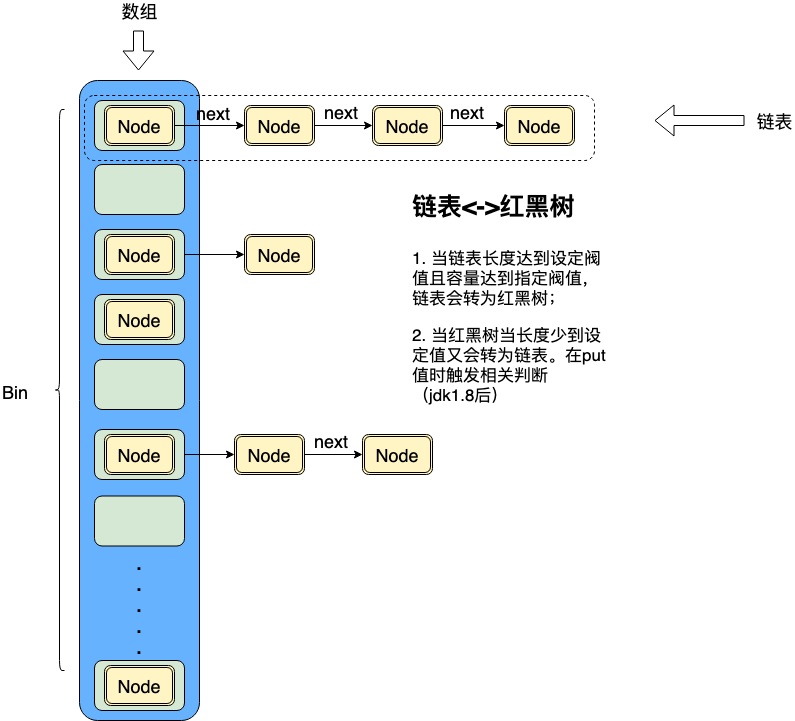 数组
Node next Node next Node next Node
链表
链表<->红黑树
Node Node
1. 当链表长度达到设定阀
值且容量达到指定阀值，
链表会转为红黑树；
Node
2. 当红黑树当长度少到设
定值又会转为链表。在put
值时触发相关判断
（jdk1.8后）
Bin
Node Node next Node
.
.
.
.
.
Node